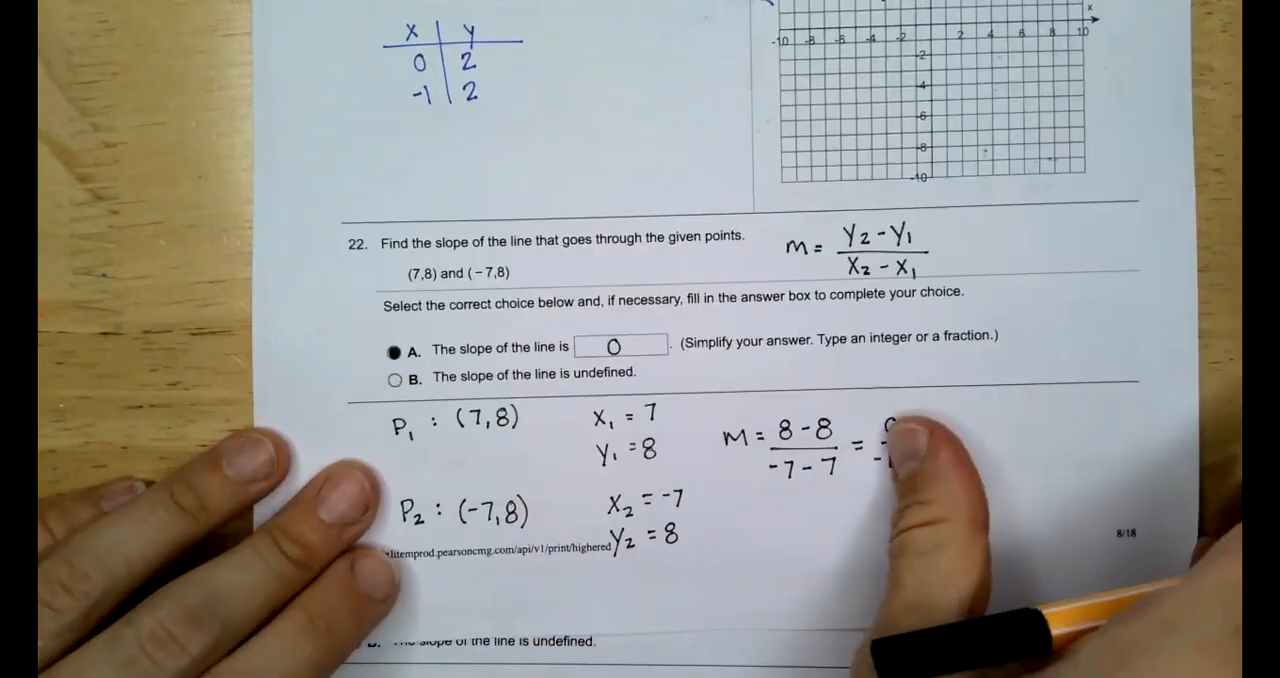 x
-10 -8 -6 -4 -2 2 4 6 8 10
-2
-4
-6
-8
-10
X | Y
0 | 2
-1 | 2
22. Find the slope of the line that goes through the given points.
(7,8) and (−7,8)
m = Y2 - Y1
X2 - X1
Select the correct choice below and, if necessary, fill in the answer box to complete your choice.
A. The slope of the line is 0 . (Simplify your answer. Type an integer or a fraction.)
B. The slope of the line is undefined.
P1 : (7,8)
X1 = 7
Y1 = 8
M = 8 - 8 =
-7 - 7
P2 : (-7,8)
X2 = -7
Y2 = 8
litemprod.pearsoncmg.com/api/v1/print/highered
8/18
slope of the line is undefined.